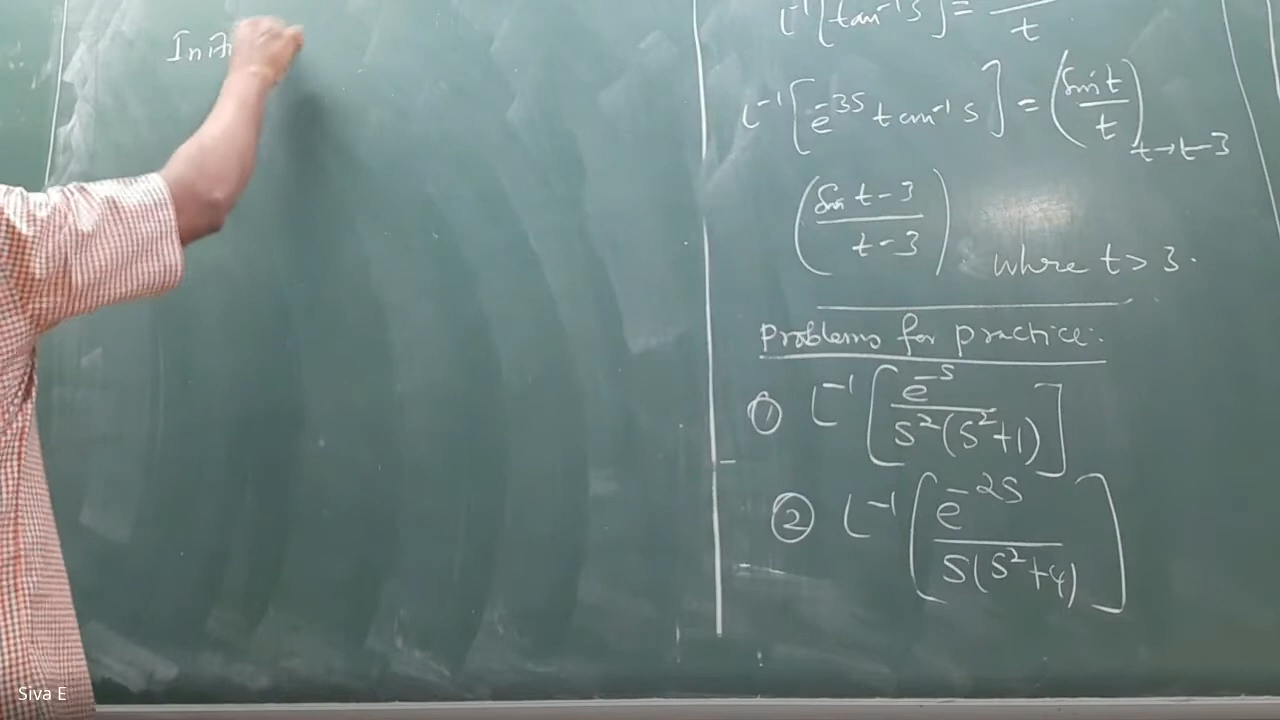 Initi
L⁻¹[tan⁻¹s] = ⎯/t
L⁻¹[e⁻³ˢ tan⁻¹ s] = (Sin t / t) t→t-3
(Sin t-3 / t-3) where t > 3.
Problems for practice:
① L⁻¹[e⁻ˢ / s²(s²+1)]
② L⁻¹[e⁻²ˢ / s(s²+4)]
Siva E